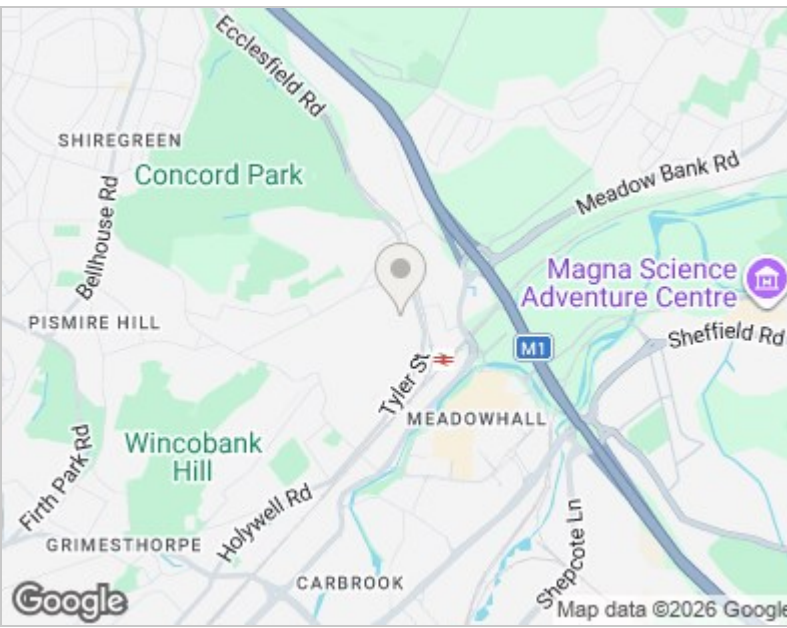 Ecclesfield Rd
SHIREGREEN
Concord Park
Meadow Bank Rd
Bellhouse Rd
Magna Science
Adventure Centre
PISMIRE HILL
Sheffield Rd
M1
Tyler St
MEADOWHALL
Wincobank
Hill
Firth Park Rd
Holywell Rd
GRIMESTHORPE
CARBROOK
Shepcote Ln
Google
Map data ©2026 Google